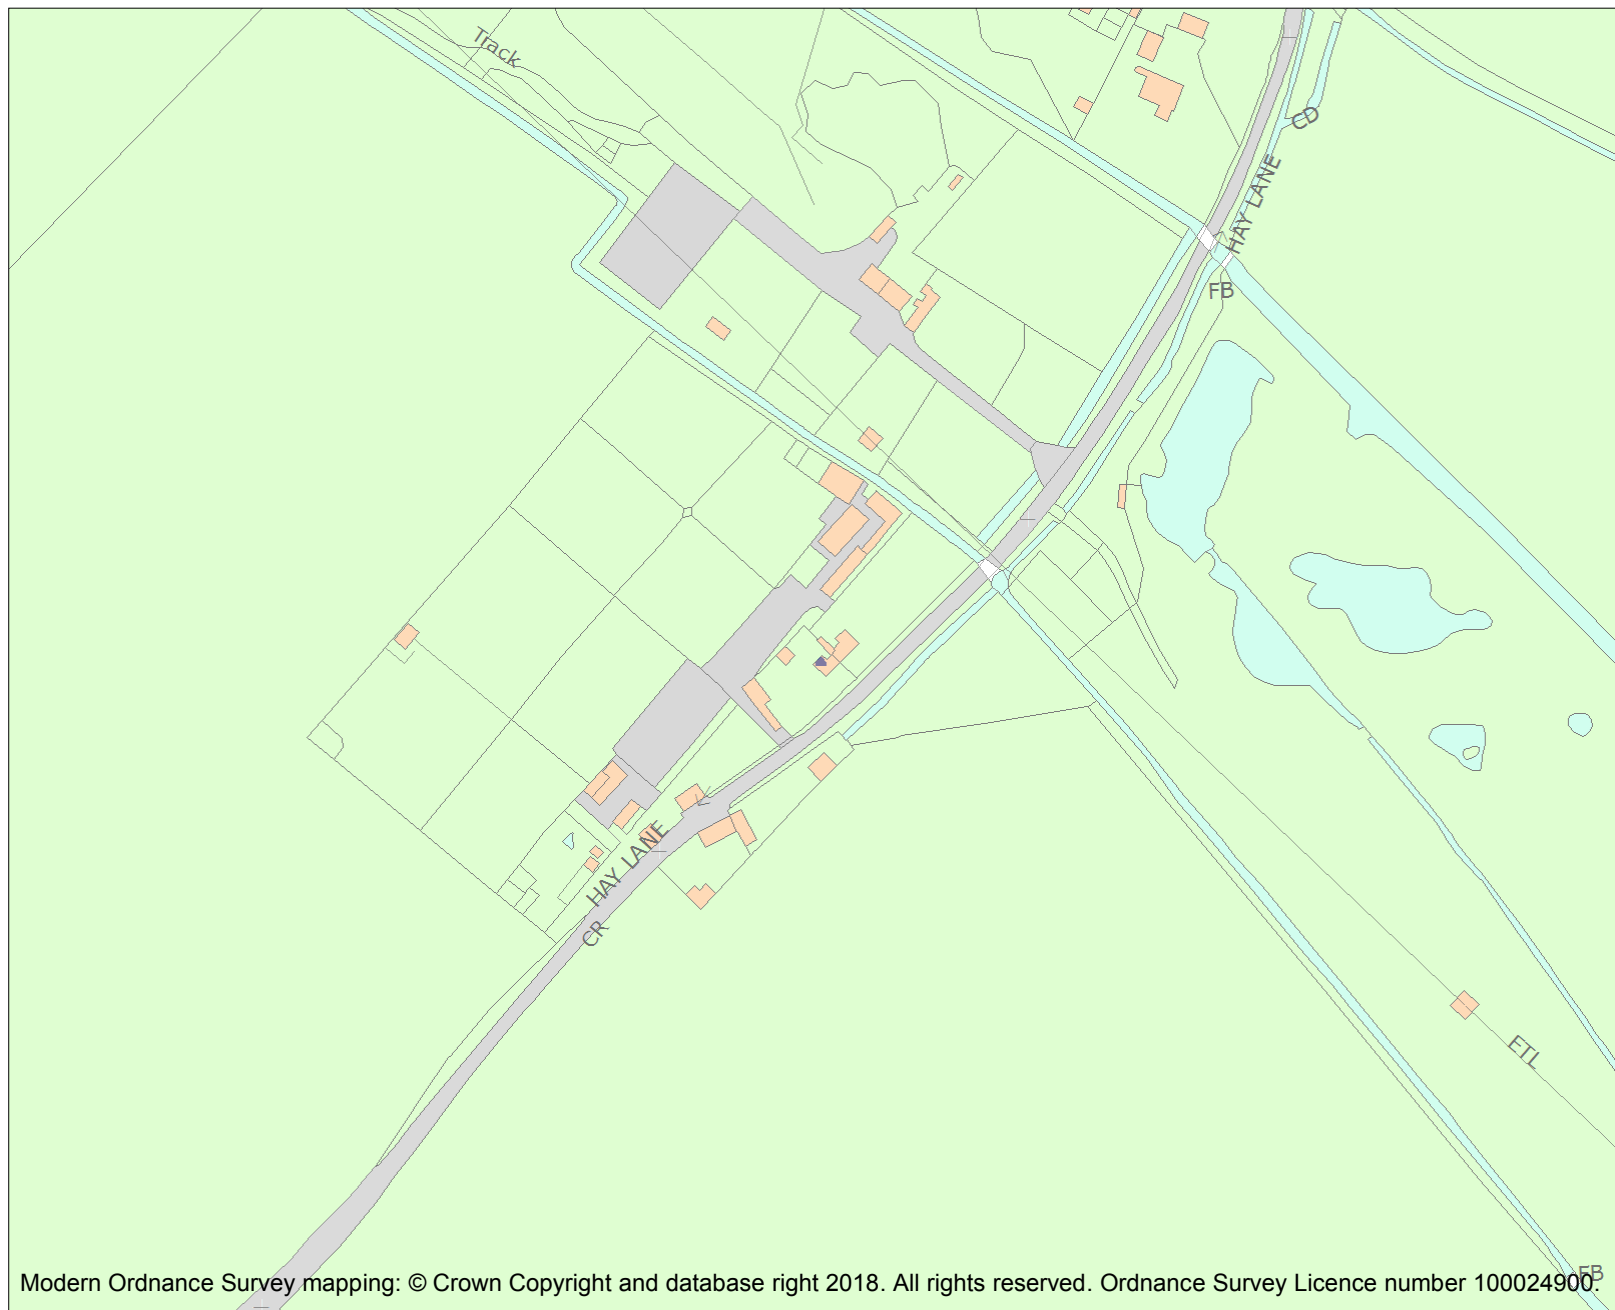 Track
CD
HAY LANE
FB
HAY LANE
CR
ETL
FB
Modern Ordnance Survey mapping: © Crown Copyright and database right 2018. All rights reserved. Ordnance Survey Licence number 100024900.